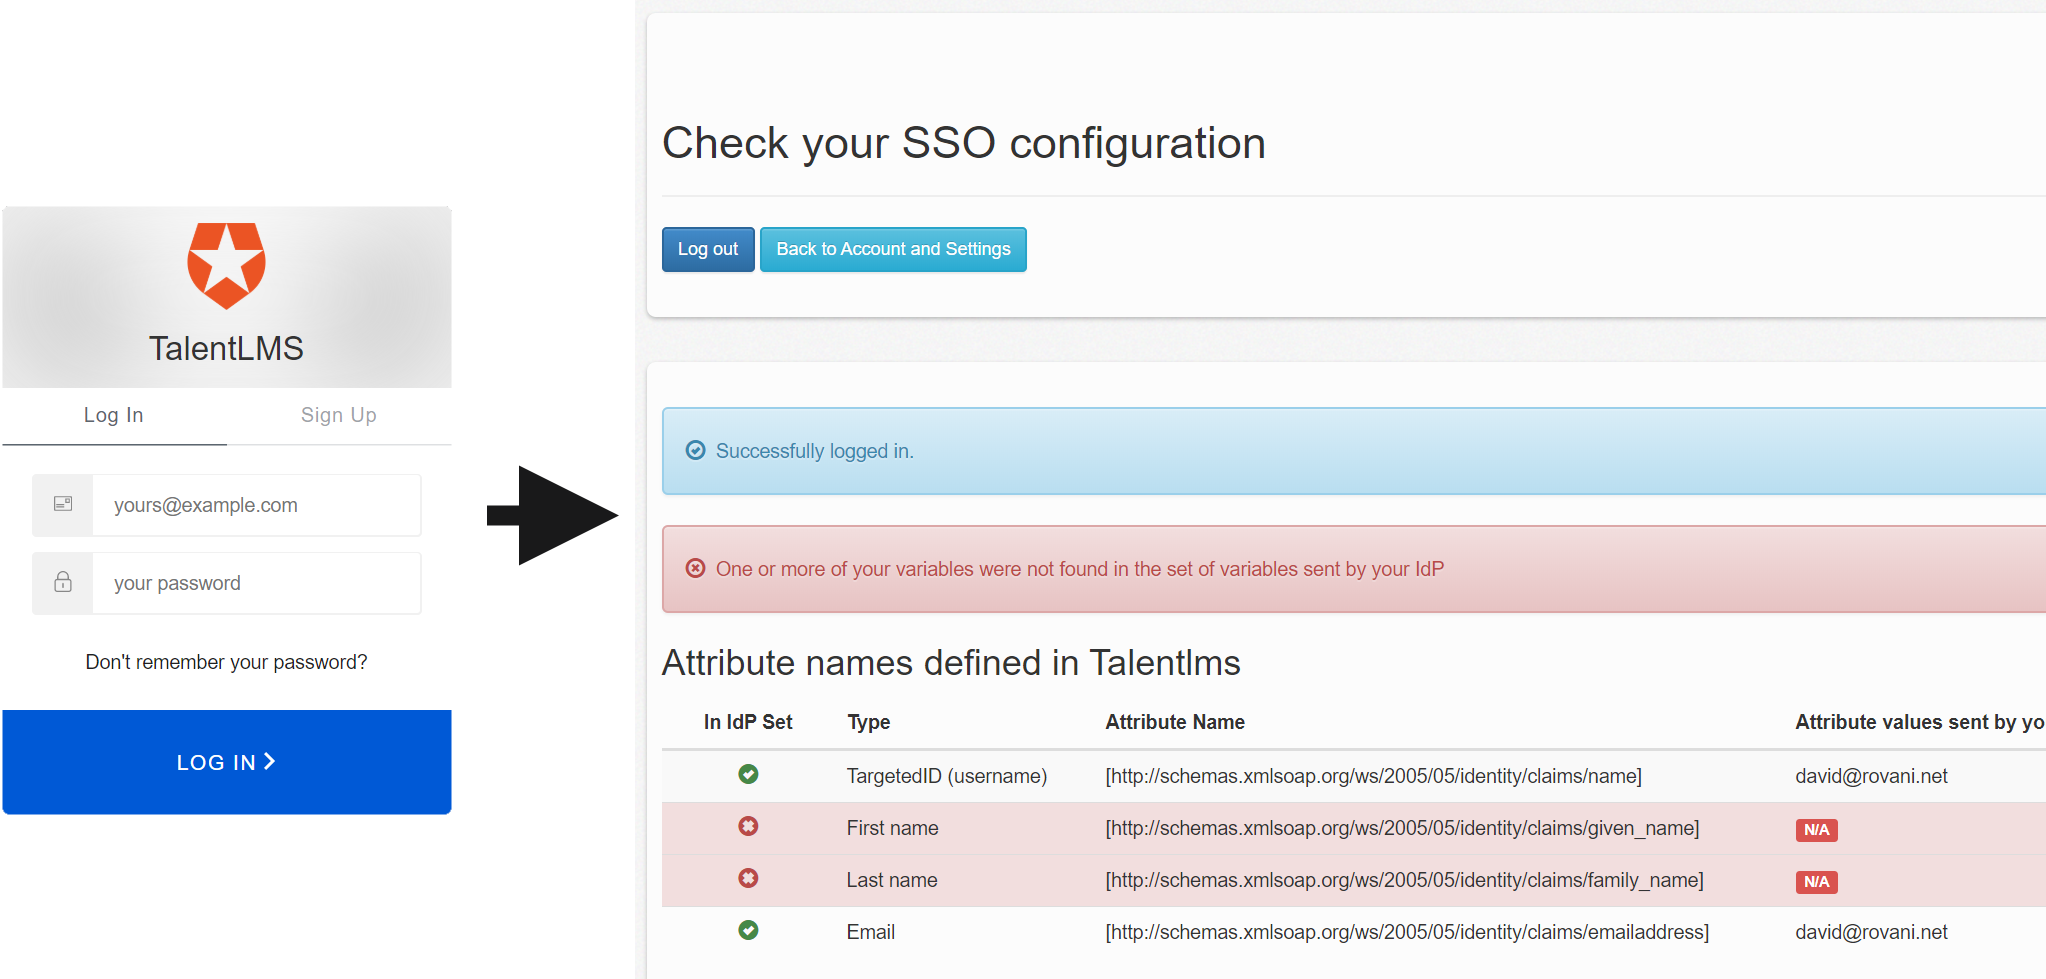 TalentLMS
Log In
Sign Up
yours@example.com
your password
Don't remember your password?
LOG IN
Check your SSO configuration
Log out
Back to Account and Settings
Successfully logged in.
One or more of your variables were not found in the set of variables sent by your IdP
Attribute names defined in Talentlms
In IdP Set Type Attribute Name Attribute values sent by yo
TargetedID (username) [http://schemas.xmlsoap.org/ws/2005/05/identity/claims/name] david@rovani.net
First name [http://schemas.xmlsoap.org/ws/2005/05/identity/claims/given_name] N/A
Last name [http://schemas.xmlsoap.org/ws/2005/05/identity/claims/family_name] N/A
Email [http://schemas.xmlsoap.org/ws/2005/05/identity/claims/emailaddress] david@rovani.net